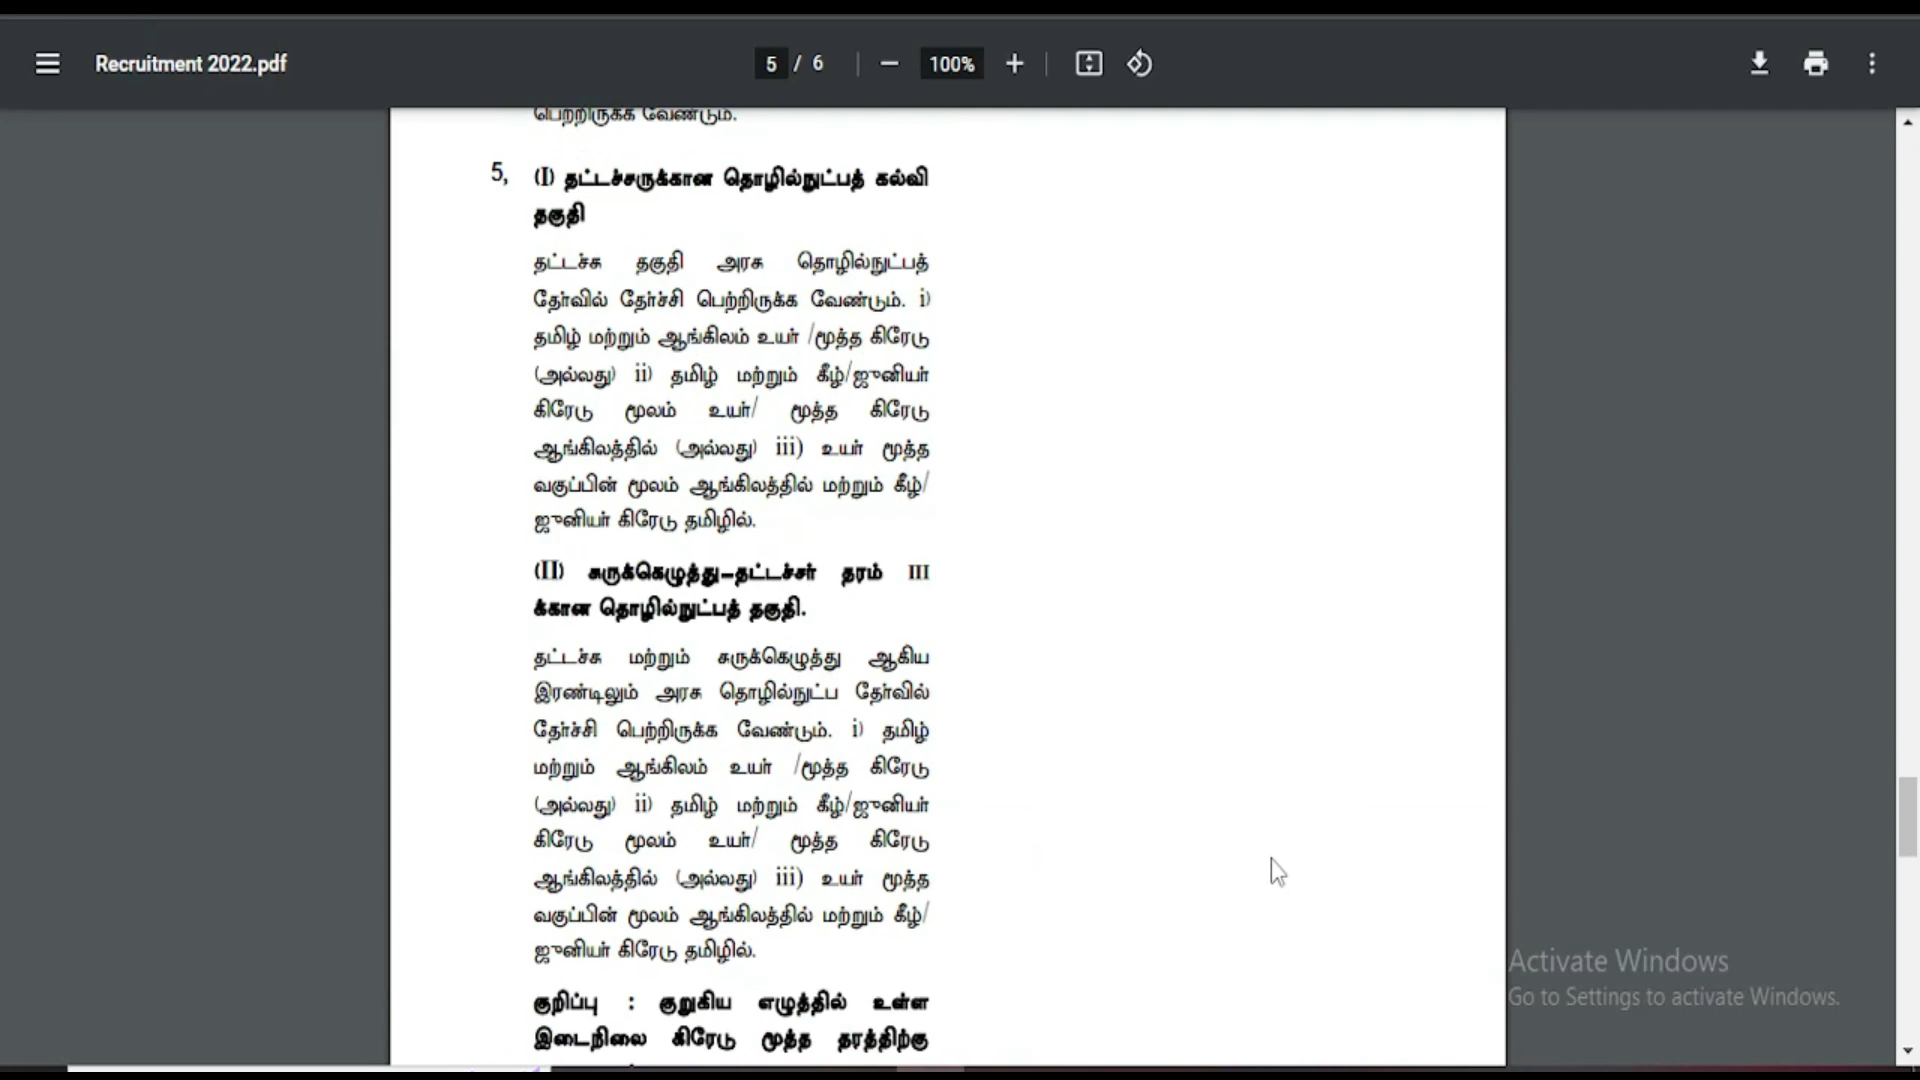 Recruitment 2022.pdf
5 / 6
100%
பெற்றிருக்க வேண்டும்.
5, (I) தட்டச்சருக்கான தொழில்நுட்பத் கல்வி
தகுதி
தட்டச்சு தகுதி அரசு தொழில்நுட்பத்
தேர்வில் தேர்ச்சி பெற்றிருக்க வேண்டும். i)
தமிழ் மற்றும் ஆங்கிலம் உயர் /மூத்த கிரேடு
(அல்லது) ii) தமிழ் மற்றும் கீழ்/ஜுனியர்
கிரேடு மூலம் உயர்/ மூத்த கிரேடு
ஆங்கிலத்தில் (அல்லது) iii) உயர் மூத்த
வகுப்பின் மூலம் ஆங்கிலத்தில் மற்றும் கீழ்/
ஜுனியர் கிரேடு தமிழில்.
(II) சுருக்கெழுத்து-தட்டச்சர் தரம் III
க்கான தொழில்நுட்பத் தகுதி.
தட்டச்சு மற்றும் சுருக்கெழுத்து ஆகிய
இரண்டிலும் அரசு தொழில்நுட்ப தேர்வில்
தேர்ச்சி பெற்றிருக்க வேண்டும். i) தமிழ்
மற்றும் ஆங்கிலம் உயர் /மூத்த கிரேடு
(அல்லது) ii) தமிழ் மற்றும் கீழ்/ஜுனியர்
கிரேடு மூலம் உயர்/ மூத்த கிரேடு
ஆங்கிலத்தில் (அல்லது) iii) உயர் மூத்த
வகுப்பின் மூலம் ஆங்கிலத்தில் மற்றும் கீழ்/
ஜுனியர் கிரேடு தமிழில்.
குறிப்பு : குறுகிய எழுத்தில் உள்ள
இடைநிலை கிரேடு மூத்த தரத்திற்கு
Activate Windows
Go to Settings to activate Windows.